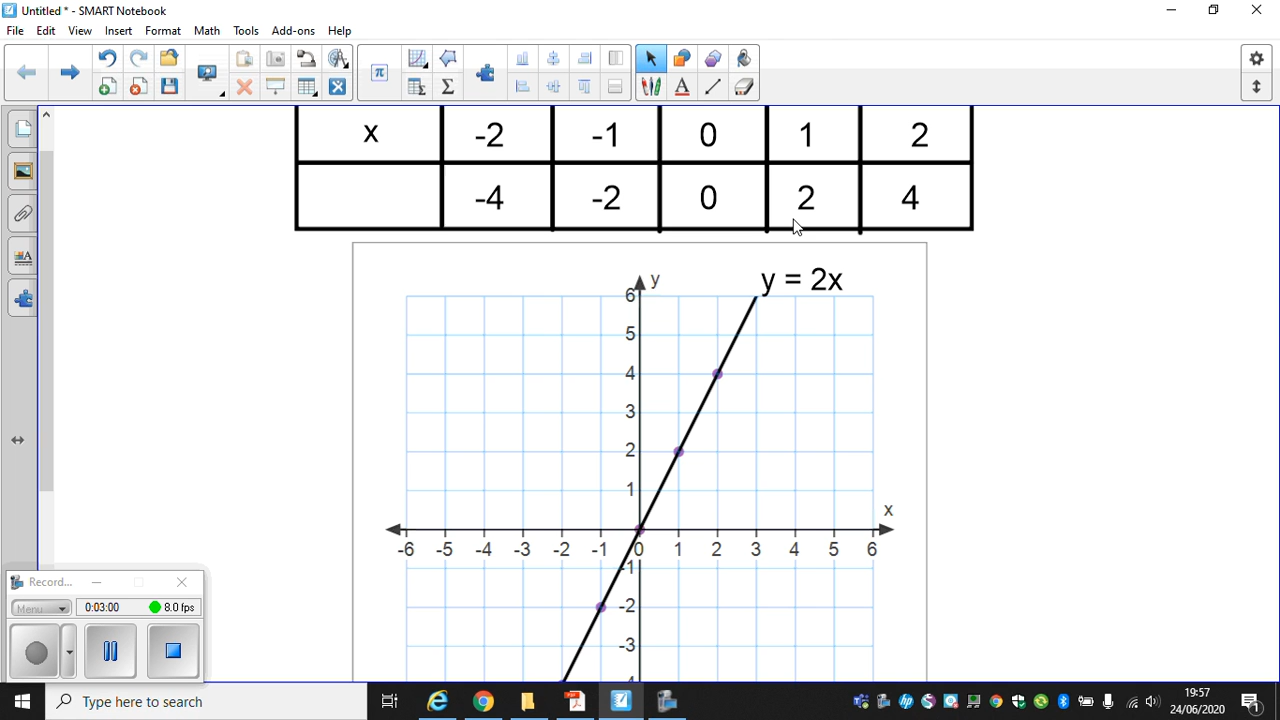 Untitled * - SMART Notebook
File Edit View Insert Format Math Tools Add-ons Help
π Σ A
x -2 -1 0 1 2
-4 -2 0 2 4
y = 2x
y
6
5
4
3
2
1
x
-6 -5 -4 -3 -2 -1 0 1 2 3 4 5 6
-1
-2
-3
-4
Record...
Menu 0:03:00 8.0 fps
Type here to search
19:57
24/06/2020
1